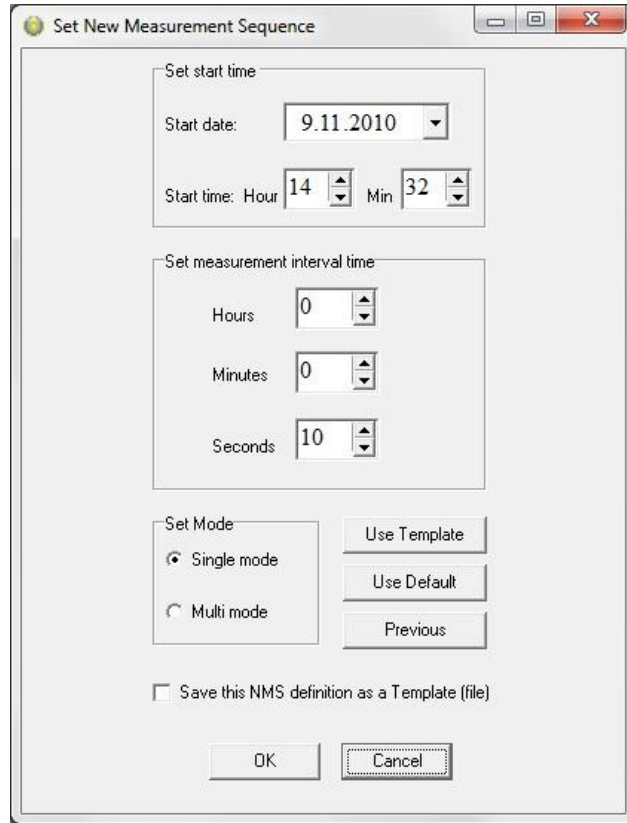 Set New Measurement Sequence
Set start time
Start date: 9.11.2010
Start time: Hour 14 Min 32
Set measurement interval time
Hours 0
Minutes 0
Seconds 10
Set Mode
Single mode
Multi mode
Use Template
Use Default
Previous
Save this NMS definition as a Template (file)
OK Cancel